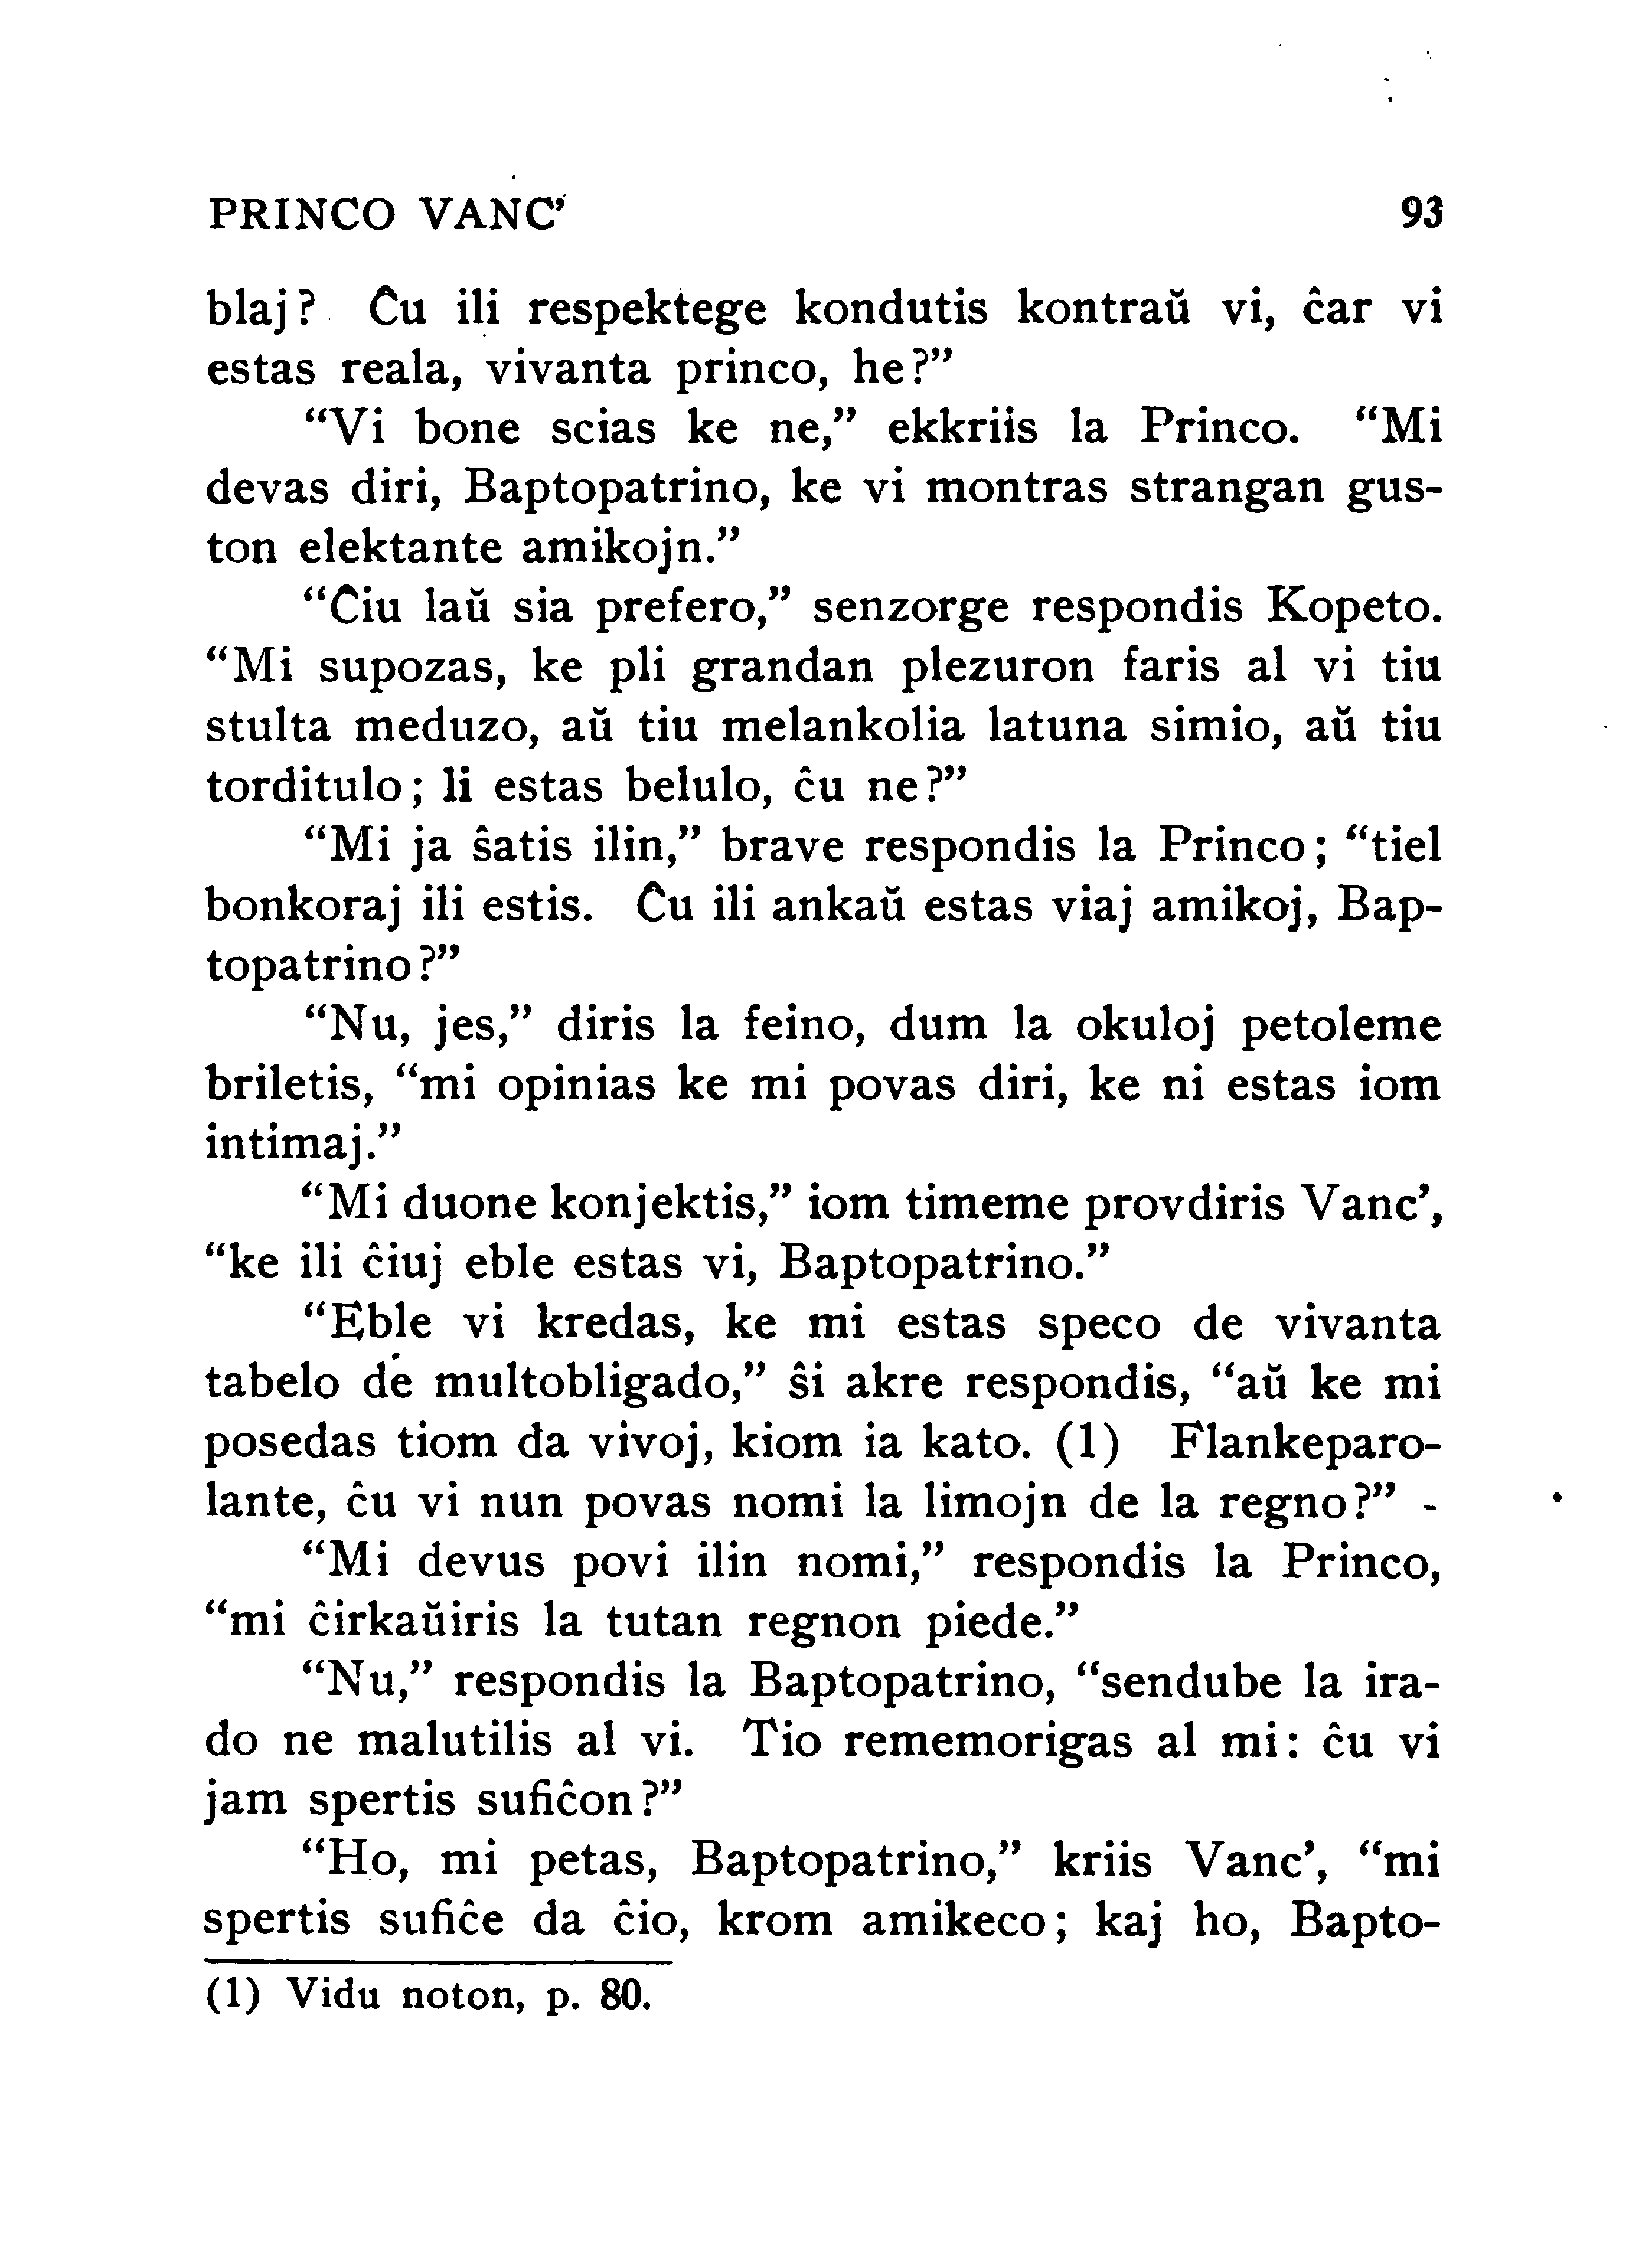 PRINCO VANC’ 93
blaj? Ĉu ili respektege kondutis kontraŭ vi, ĉar vi
estas reala, vivanta princo, he?”
“Vi bone scias ke ne,” ekkriis la Princo. “Mi
devas diri, Baptopatrino, ke vi montras strangan gus-
ton elektante amikojn.”
“Ĉiu laŭ sia prefero,” senzorge respondis Kopeto.
“Mi supozas, ke pli grandan plezuron faris al vi tiu
stulta meduzo, aŭ tiu melankolia latuna simio, aŭ tiu
torditulo; li estas belulo, ĉu ne?”
“Mi ja ŝatis ilin,” brave respondis la Princo; “tiel
bonkoraj ili estis. Ĉu ili ankaŭ estas viaj amikoj, Bap-
topatrino?”
“Nu, jes,” diris la feino, dum la okuloj petoleme
briletis, “mi opinias ke mi povas diri, ke ni estas iom
intimaj.”
“Mi duone konjektis,” iom timeme provdiris Vanc’,
“ke ili ĉiuj eble estas vi, Baptopatrino.”
“Eble vi kredas, ke mi estas speco de vivanta
tabelo de multobligado,” ŝi akre respondis, “aŭ ke mi
posedas tiom da vivoj, kiom ia kato. (1) Flankeparo-
lante, ĉu vi nun povas nomi la limojn de la regno?” -
“Mi devus povi ilin nomi,” respondis la Princo,
“mi ĉirkaŭiris la tutan regnon piede.”
“Nu,” respondis la Baptopatrino, “sendube la ira-
do ne malutilis al vi. Tio rememorigas al mi: ĉu vi
jam spertis sufiĉon?”
“Ho, mi petas, Baptopatrino,” kriis Vanc’, “mi
spertis sufiĉe da ĉio, krom amikeco; kaj ho, Bapto-
(1) Vidu noton, p. 80.